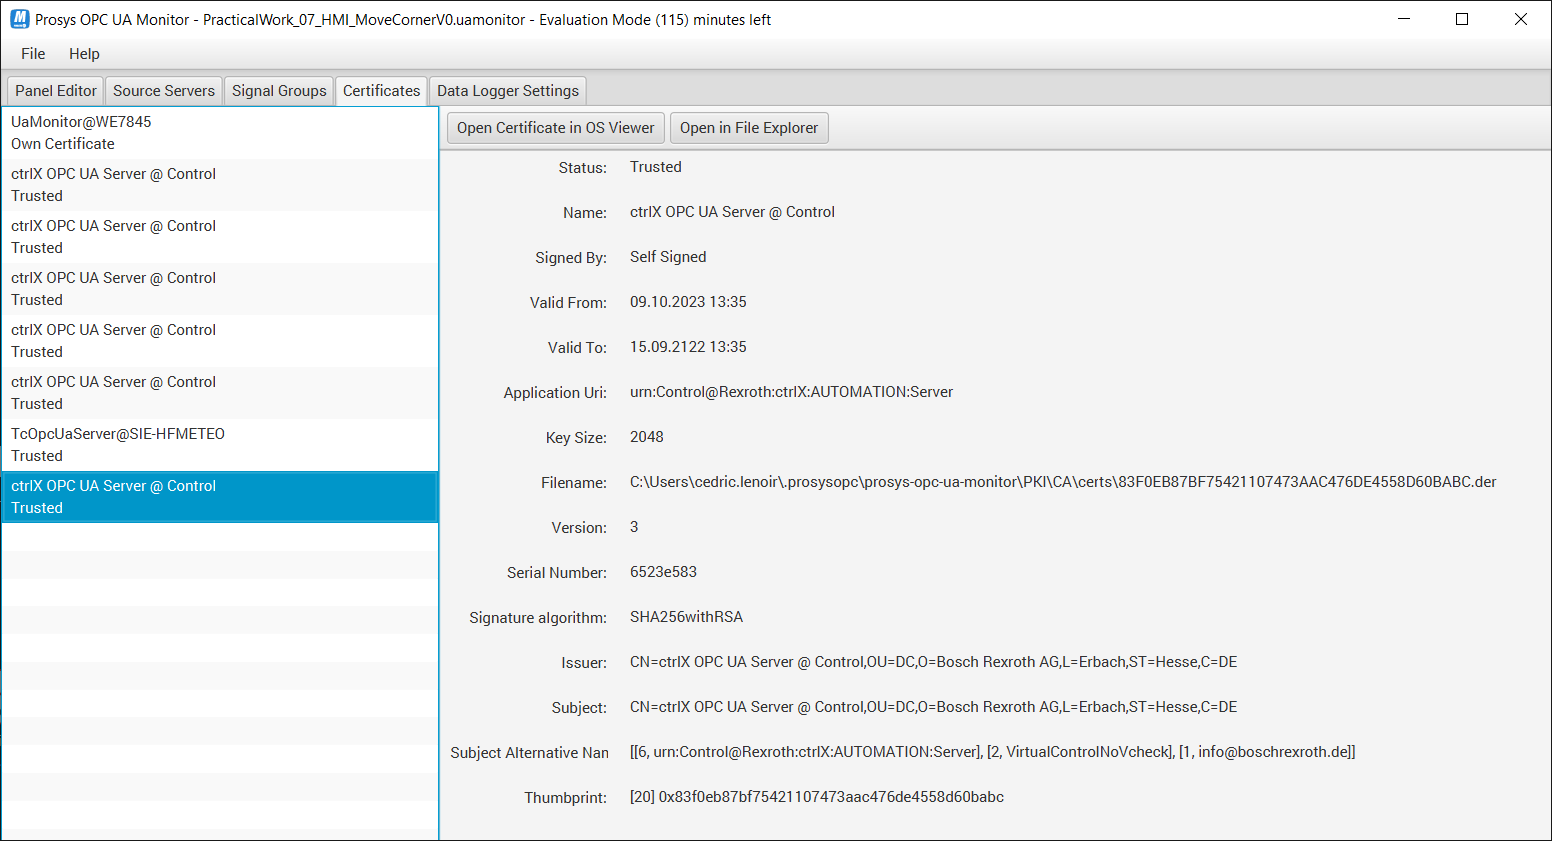 Prosys OPC UA Monitor - PracticalWork_07_HMI_MoveCornerV0.uamonitor - Evaluation Mode (115) minutes left
File Help
Panel Editor Source Servers Signal Groups Certificates Data Logger Settings
UaMonitor@WE7845
Own Certificate
ctrlX OPC UA Server @ Control
Trusted
ctrlX OPC UA Server @ Control
Trusted
ctrlX OPC UA Server @ Control
Trusted
ctrlX OPC UA Server @ Control
Trusted
ctrlX OPC UA Server @ Control
Trusted
TcOpcUaServer@SIE-HFMETEO
Trusted
ctrlX OPC UA Server @ Control
Trusted
Open Certificate in OS Viewer Open in File Explorer
Status: Trusted
Name: ctrlX OPC UA Server @ Control
Signed By: Self Signed
Valid From: 09.10.2023 13:35
Valid To: 15.09.2122 13:35
Application Uri: urn:Control@Rexroth:ctrlX:AUTOMATION:Server
Key Size: 2048
Filename: C:\Users\cedric.lenoir\.prosysopc\prosys-opc-ua-monitor\PKI\CA\certs\83F0EB87BF75421107473AAC476DE4558D60BABC.der
Version: 3
Serial Number: 6523e583
Signature algorithm: SHA256withRSA
Issuer: CN=ctrlX OPC UA Server @ Control,OU=DC,O=Bosch Rexroth AG,L=Erbach,ST=Hesse,C=DE
Subject: CN=ctrlX OPC UA Server @ Control,OU=DC,O=Bosch Rexroth AG,L=Erbach,ST=Hesse,C=DE
Subject Alternative Nan [[6, urn:Control@Rexroth:ctrlX:AUTOMATION:Server], [2, VirtualControlNoVcheck], [1, info@boschrexroth.de]]
Thumbprint: [20] 0x83f0eb87bf75421107473aac476de4558d60babc